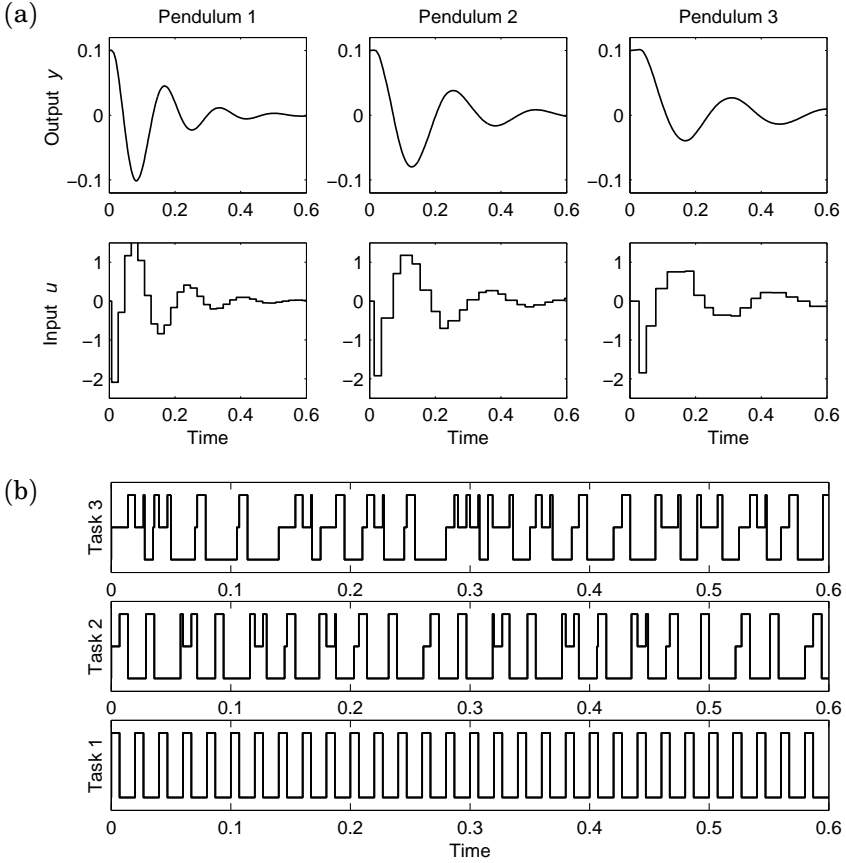 (a)
Pendulum 1 Pendulum 2 Pendulum 3
Output y
0.1 0.1 0.1
0 0 0
−0.1 −0.1 −0.1
0 0.2 0.4 0.6 0 0.2 0.4 0.6 0 0.2 0.4 0.6
Input u
1 1 1
0 0 0
−1 −1 −1
−2 −2 −2
0 0.2 0.4 0.6 0 0.2 0.4 0.6 0 0.2 0.4 0.6
Time Time Time
(b)
Task 3
0 0.1 0.2 0.3 0.4 0.5 0.6
Task 2
0 0.1 0.2 0.3 0.4 0.5 0.6
Task 1
0 0.1 0.2 0.3 0.4 0.5 0.6
Time